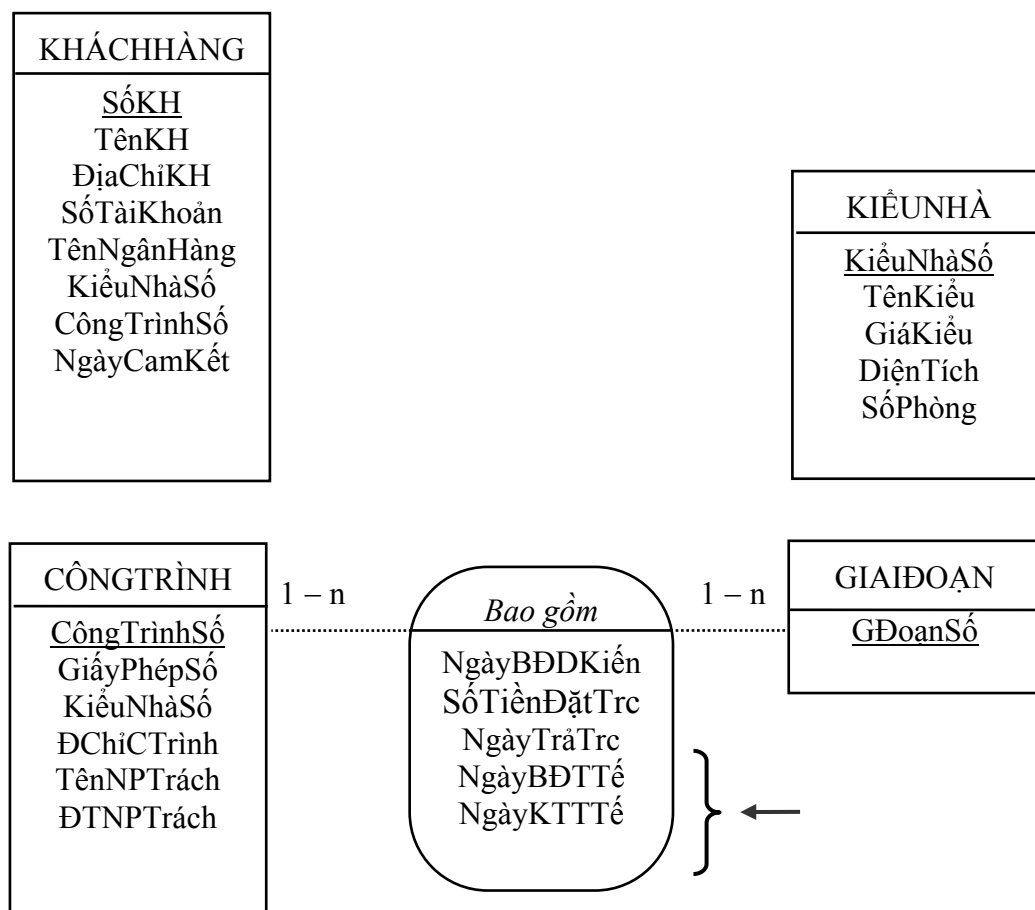 KHÁCHHÀNG
SốKH
TênKH
ĐịaChỉKH
SốTàiKhoản
TênNgânHàng
KiểuNhàSố
CôngTrìnhSố
NgàyCamKết
KIỂUNHÀ
KiểuNhàSố
TênKiểu
GiáKiểu
DiệnTích
SốPhòng
CÔNGTRÌNH
CôngTrìnhSố
GiấyPhépSố
KiểuNhàSố
ĐChỉCTrình
TênNPTrách
ĐTNPTrách
1 – n
Bao gồm
NgàyBĐDKiến
SốTiềnĐặtTrc
NgàyTrảTrc
NgàyBĐTTế
NgàyKTTTế
1 – n
GIAIĐOẠN
GĐoạnSố